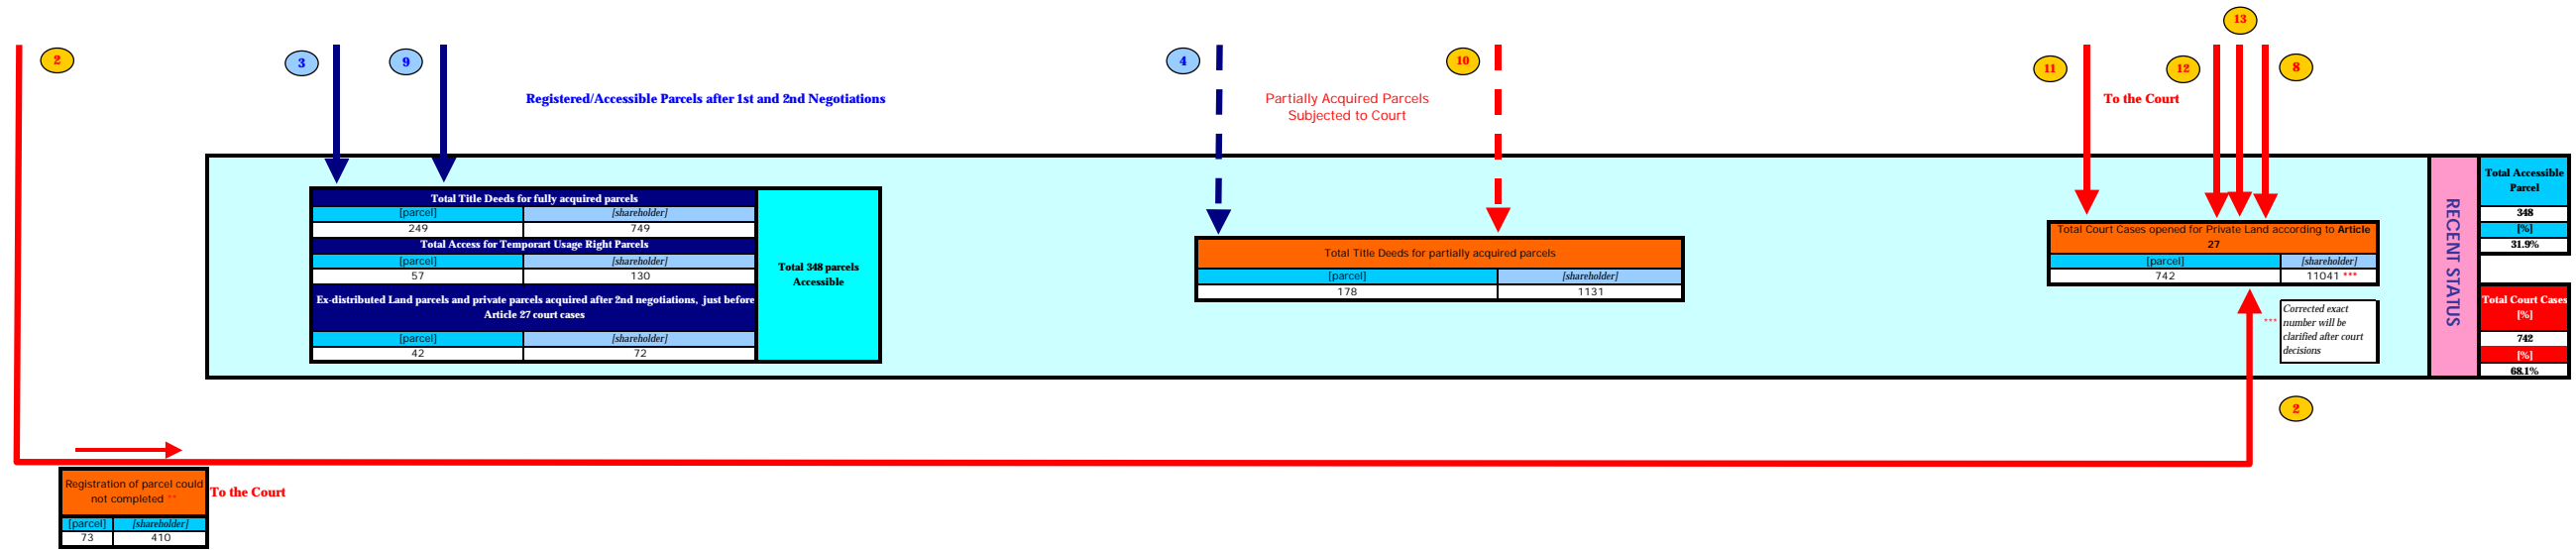 13
2
3
9
4
10
11
12
8
Registered/Accessible Parcels after 1st and 2nd Negotiations
Partially Acquired Parcels
Subjected to Court
To the Court
Total Title Deeds for fully acquired parcels
[parcel] [shareholder]
249 749
Total Access for Temporart Usage Right Parcels
[parcel] [shareholder]
57 130
Ex-distributed Land parcels and private parcels acquired after 2nd negotiations, just before
Article 27 court cases
[parcel] [shareholder]
42 72
Total 348 parcels
Accessible
Total Title Deeds for partially acquired parcels
[parcel] [shareholder]
178 1131
Total Court Cases opened for Private Land according to Article
27
[parcel] [shareholder]
742 11041 ***
*** Corrected exact
number will be
clarified after court
decisions
RECENT STATUS
Total Accessible
Parcel
348
[%]
31.9%
Total Court Cases
[%]
742
[%]
68.1%
2
Registration of parcel could
not completed **
[parcel] [shareholder]
73 410
To the Court